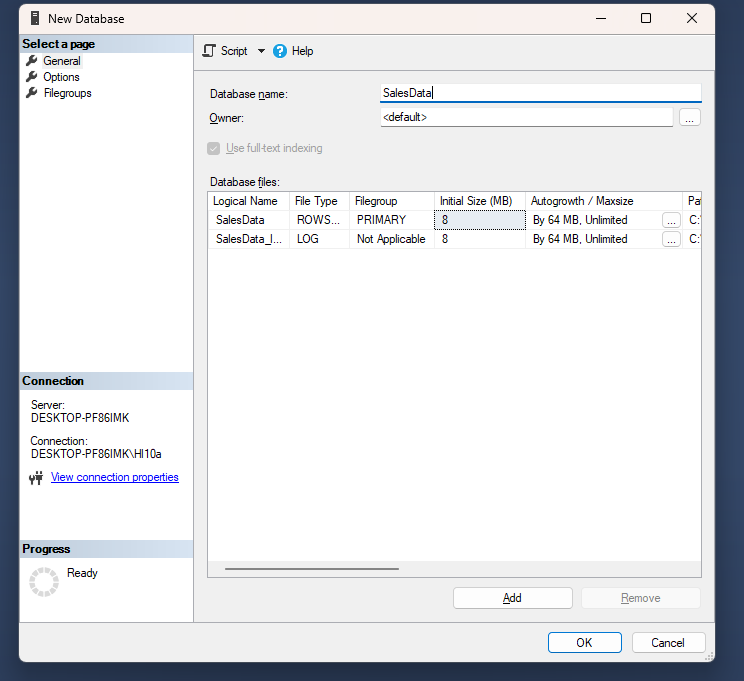 New Database
Select a page
General
Options
Filegroups
Script
Help
Database name:
SalesData
Owner:
<default>
...
Use full-text indexing
Database files:
Logical Name File Type Filegroup Initial Size (MB) Autogrowth / Maxsize Pa
SalesData ROWS... PRIMARY 8 By 64 MB, Unlimited ... C:\
SalesData_l... LOG Not Applicable 8 By 64 MB, Unlimited ... C:\
Connection
Server:
DESKTOP-PF86IMK
Connection:
DESKTOP-PF86IMK\HI10a
View connection properties
Progress
Ready
Add
Remove
OK
Cancel